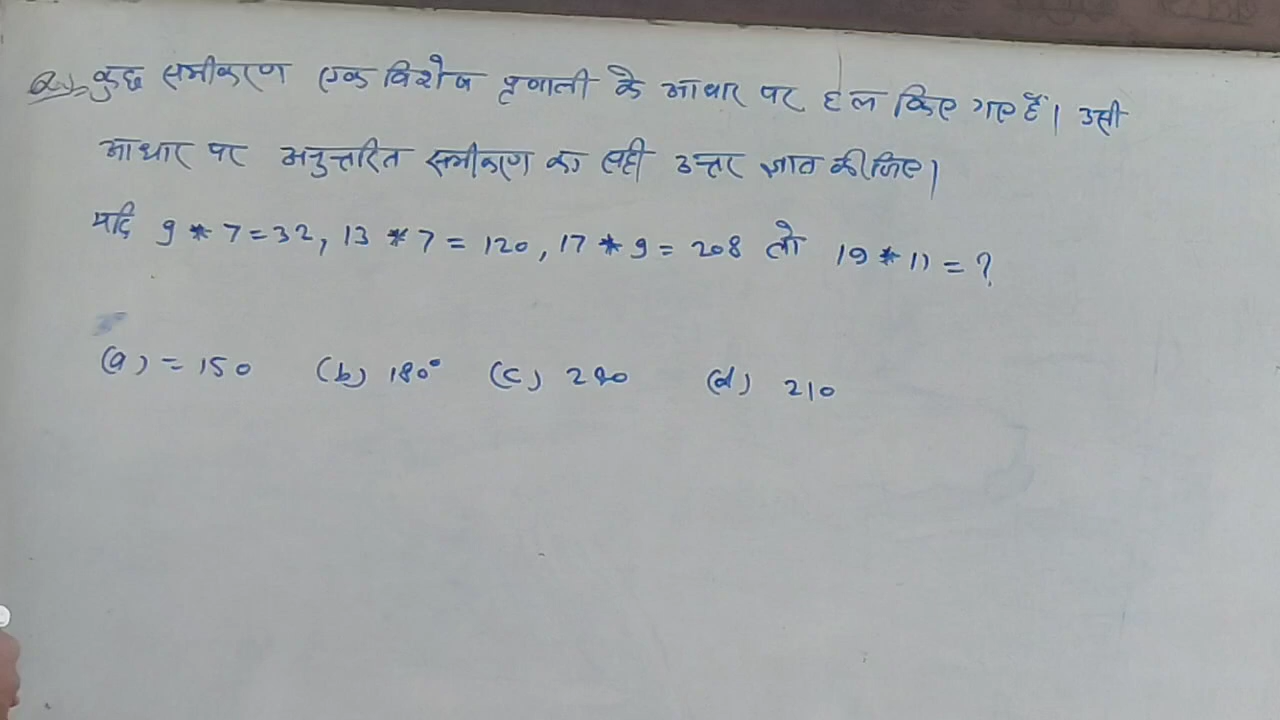 Q. कुछ समीकरण एक विशेष प्रणाली के आधार पर हल किए गए हैं। उसी
आधार पर अनुत्तरित समीकरण का सही उत्तर ज्ञात कीजिए।
यदि 9 * 7 = 32, 13 * 7 = 120, 17 * 9 = 208 तो 19 * 11 = ?
(a) = 150 (b) 180° (c) 240 (d) 210